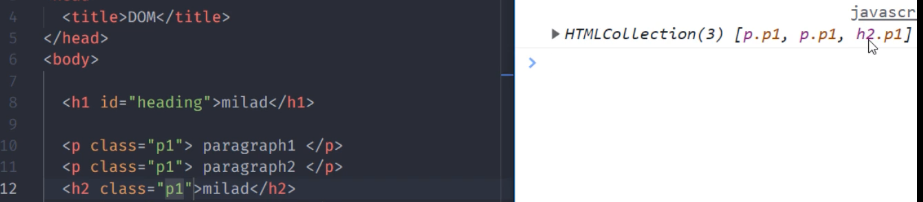 4 <title>DOM</title>
5 </head>
6 <body>
7
8 <h1 id="heading">milad</h1>
9
10 <p class="p1"> paragraph1 </p>
11 <p class="p1"> paragraph2 </p>
12 <h2 class="p1">milad</h2>
javascr
▶ HTMLCollection(3) [p.p1, p.p1, h2.p1]
>